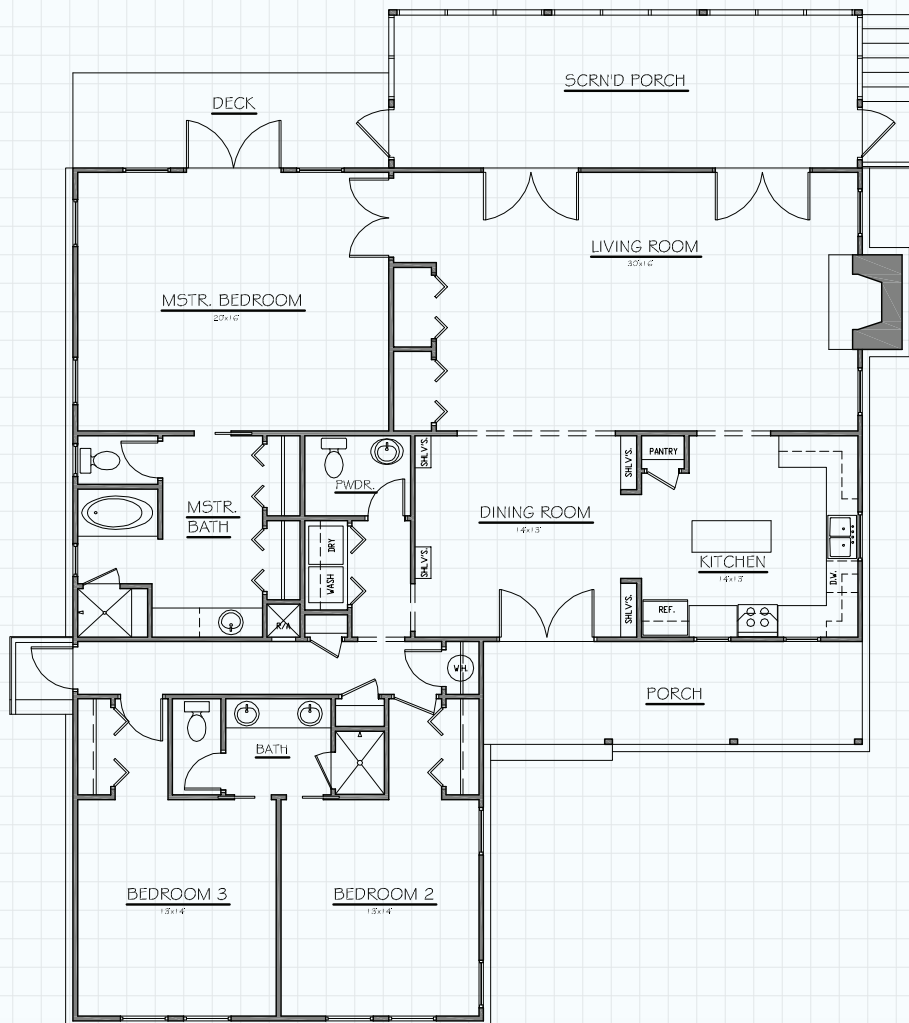 SCRN'D PORCH
DECK
LIVING ROOM
30'x16'
MSTR. BEDROOM
20'x16'
SHLV'S.
SHLV'S.
PANTRY
PWDR.
MSTR.
BATH
DINING ROOM
14'x13'
DRY
WASH
SHLV'S.
KITCHEN
14'x13'
D.W.
SHLV'S.
REF.
R/A
W.H.
PORCH
BATH
BEDROOM 3
13'x14'
BEDROOM 2
13'x14'